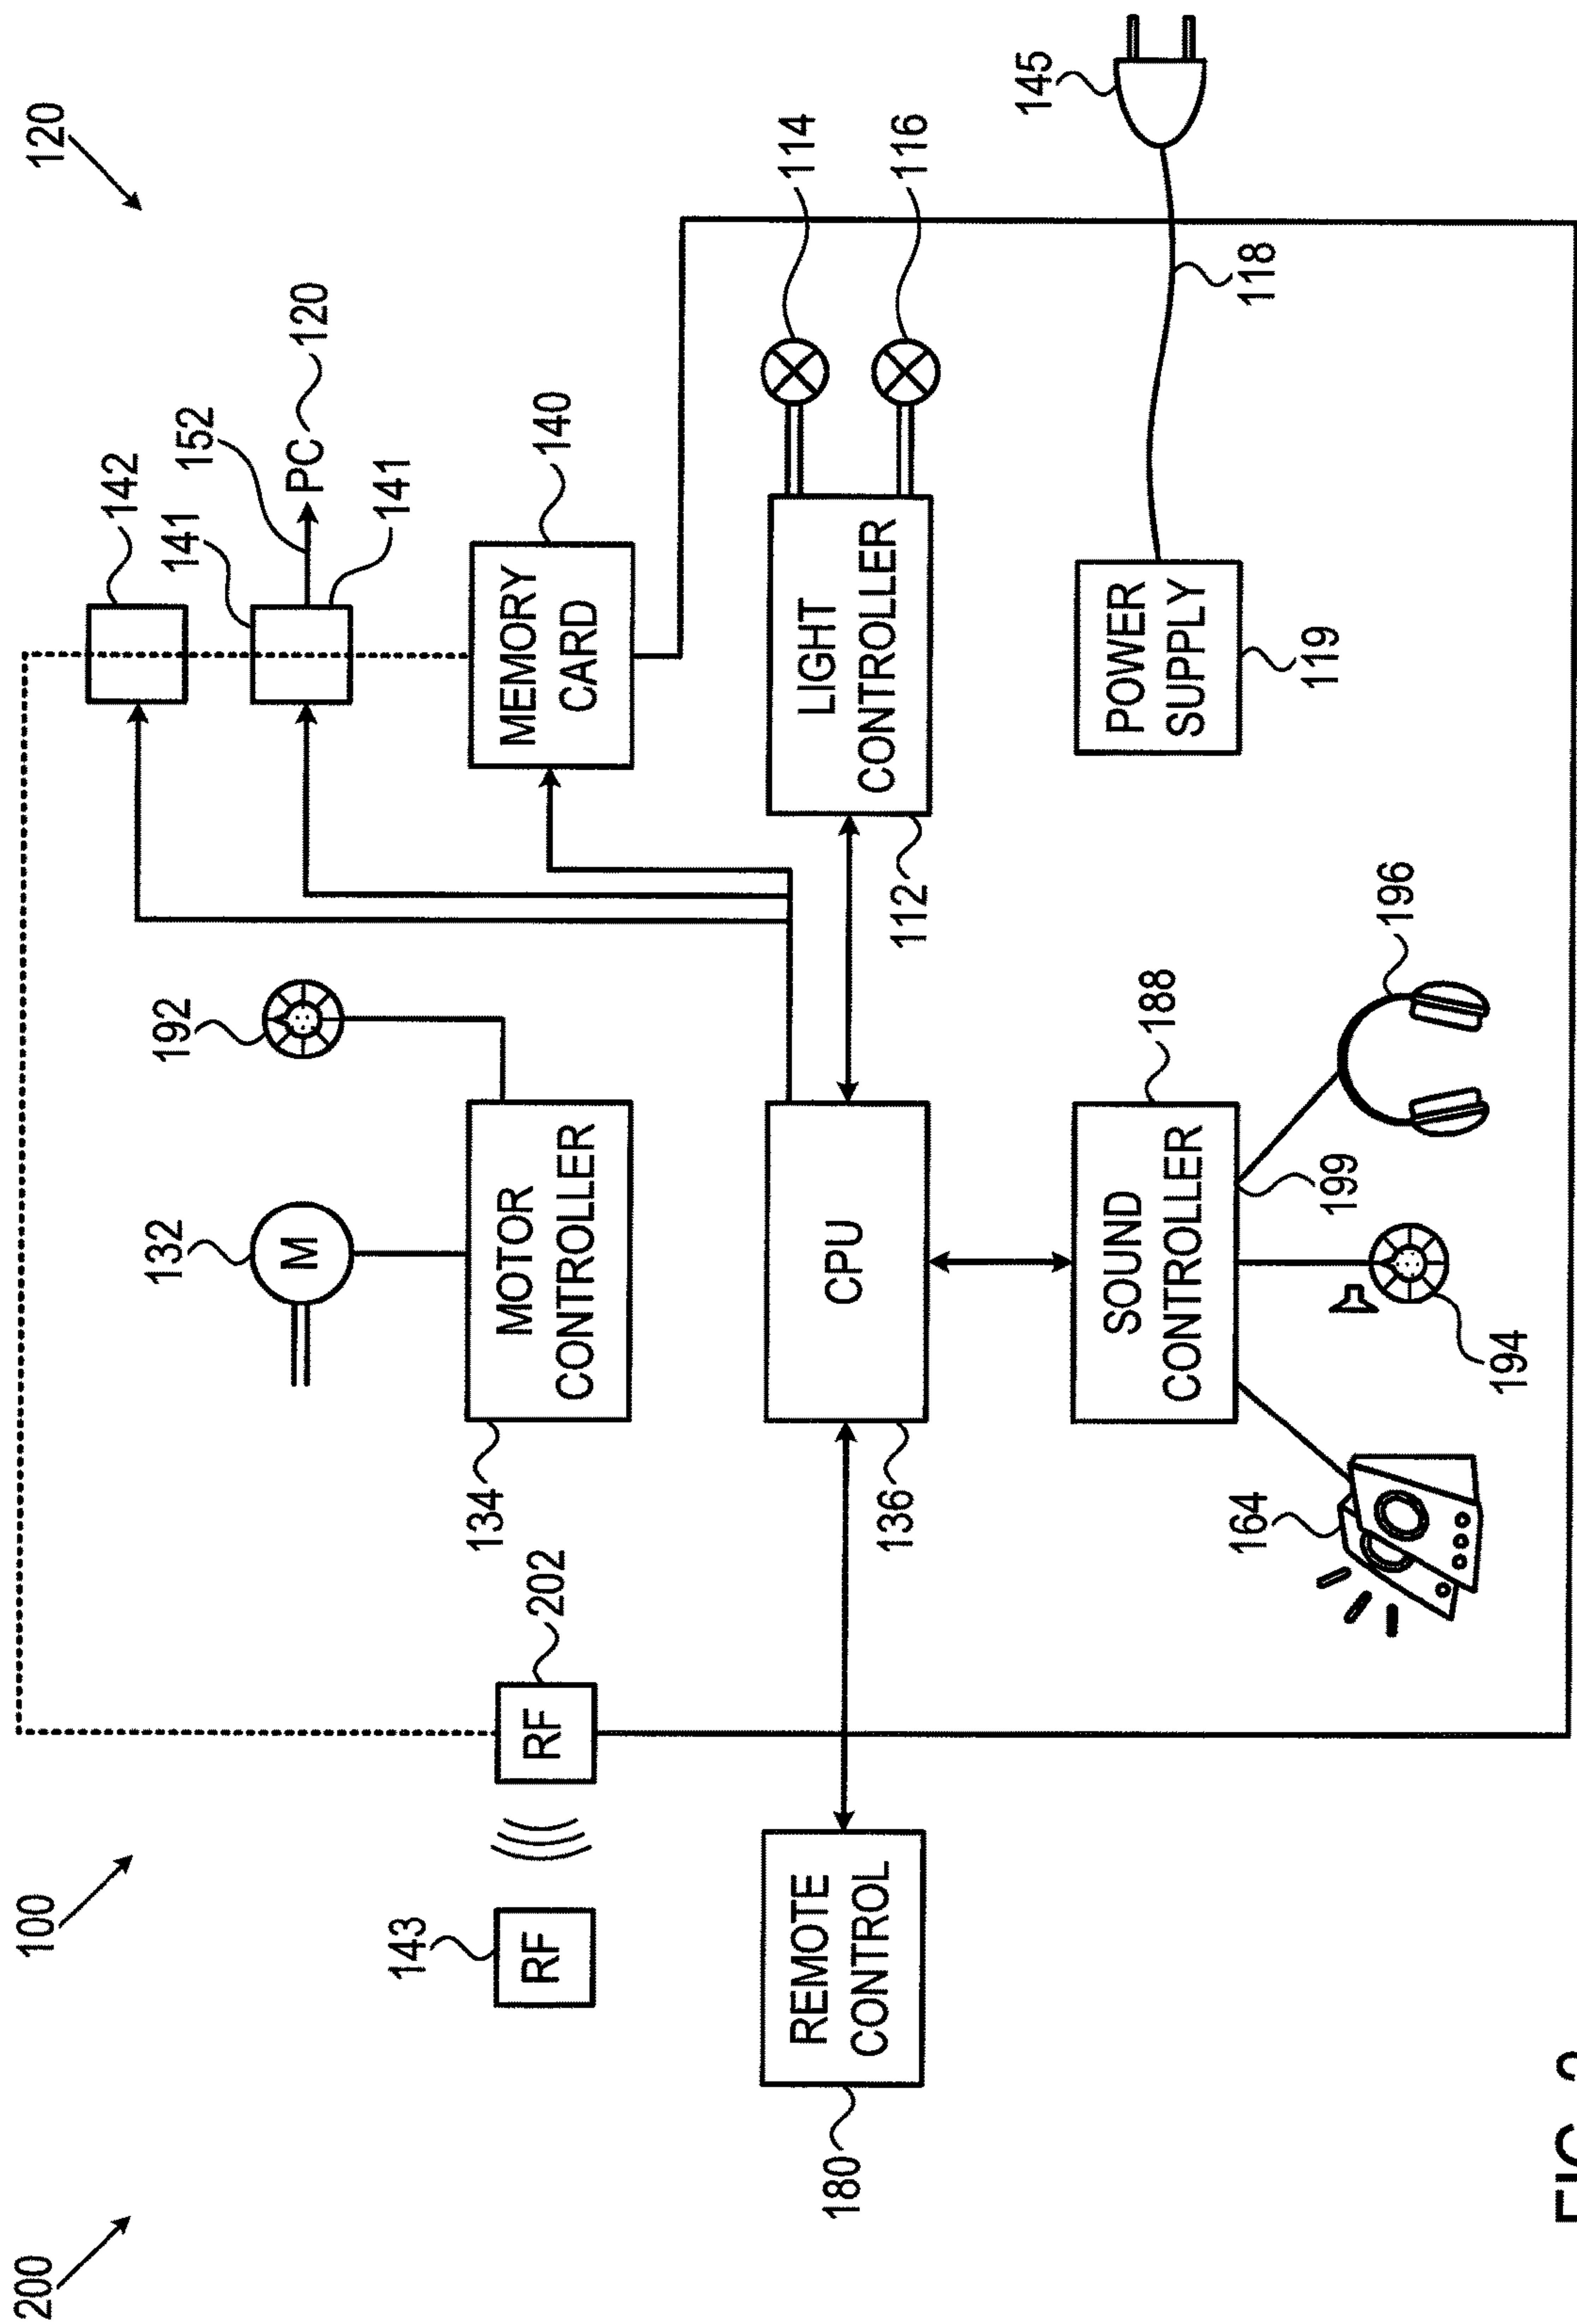 200
100
120
142
132
192
141
152
M
PC 120
143
141
134
RF
RF
202
MOTOR
CONTROLLER
MEMORY
CARD
140
114
REMOTE
CONTROL
180
CPU
136
LIGHT
CONTROLLER
112
116
145
SOUND
CONTROLLER
188
POWER
SUPPLY
164
118
119
199
196
194
FIG.